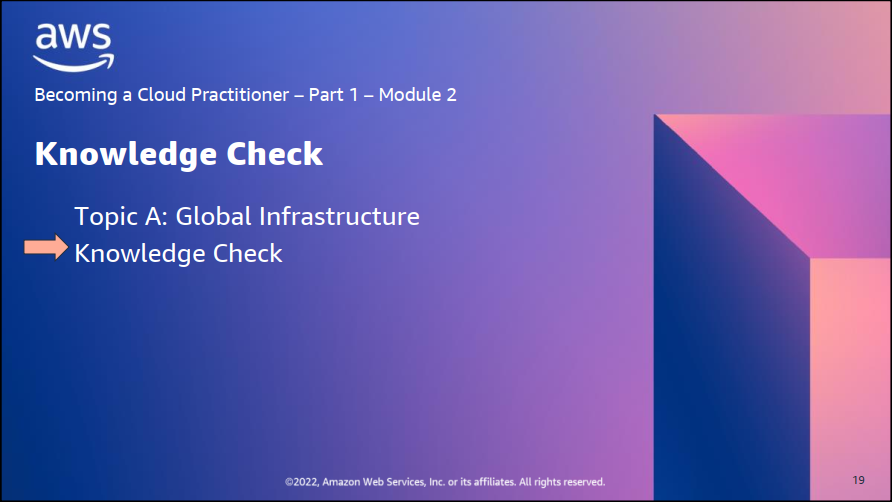 aws
Becoming a Cloud Practitioner – Part 1 – Module 2
Knowledge Check
Topic A: Global Infrastructure
Knowledge Check
©2022, Amazon Web Services, Inc. or its affiliates. All rights reserved.
19